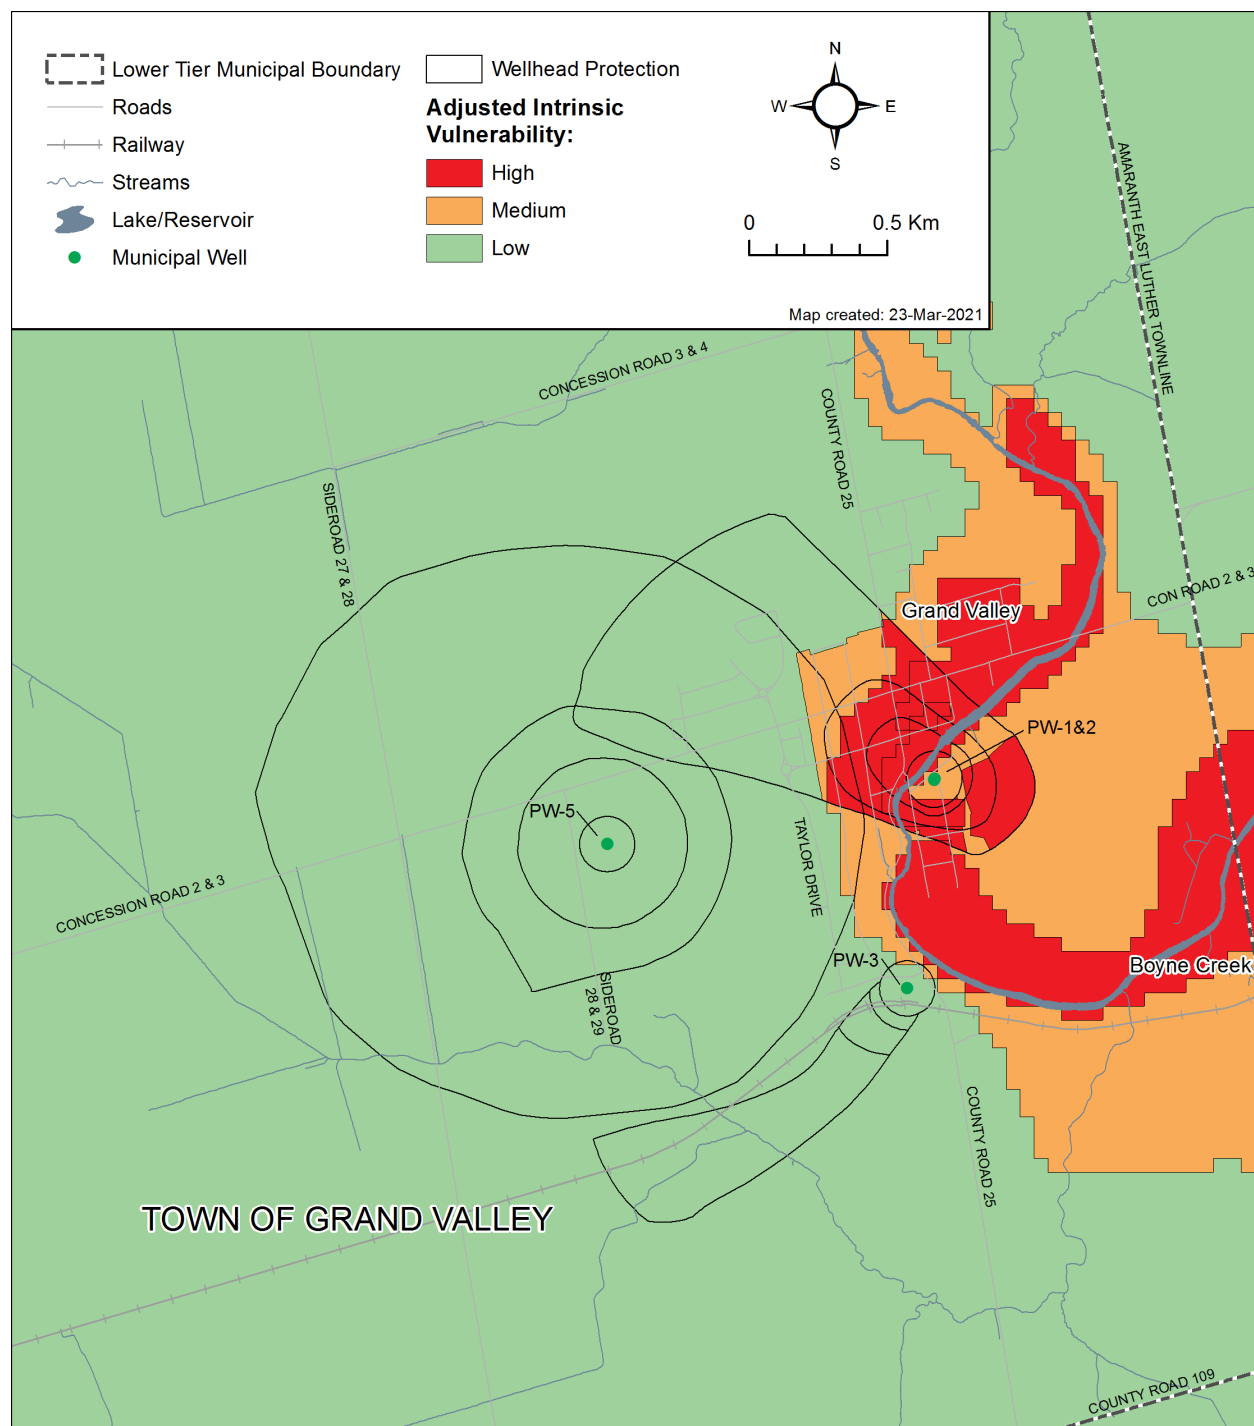 Lower Tier Municipal Boundary
Roads
Railway
Streams
Lake/Reservoir
Municipal Well
Wellhead Protection
Adjusted Intrinsic
Vulnerability:
High
Medium
Low
N
W
E
S
0
0.5 Km
Map created: 23-Mar-2021
AMARANTH EAST LUTHER TOWNLINE
CONCESSION ROAD 3 & 4
COUNTY ROAD 25
SIDEROAD 27 & 28
CON ROAD 2 & 3
Grand Valley
PW-1&2
PW-5
TAYLOR DRIVE
CONCESSION ROAD 2 & 3
PW-3
Boyne Creek
SIDEROAD
28 & 29
COUNTY ROAD 25
TOWN OF GRAND VALLEY
COUNTY ROAD 109